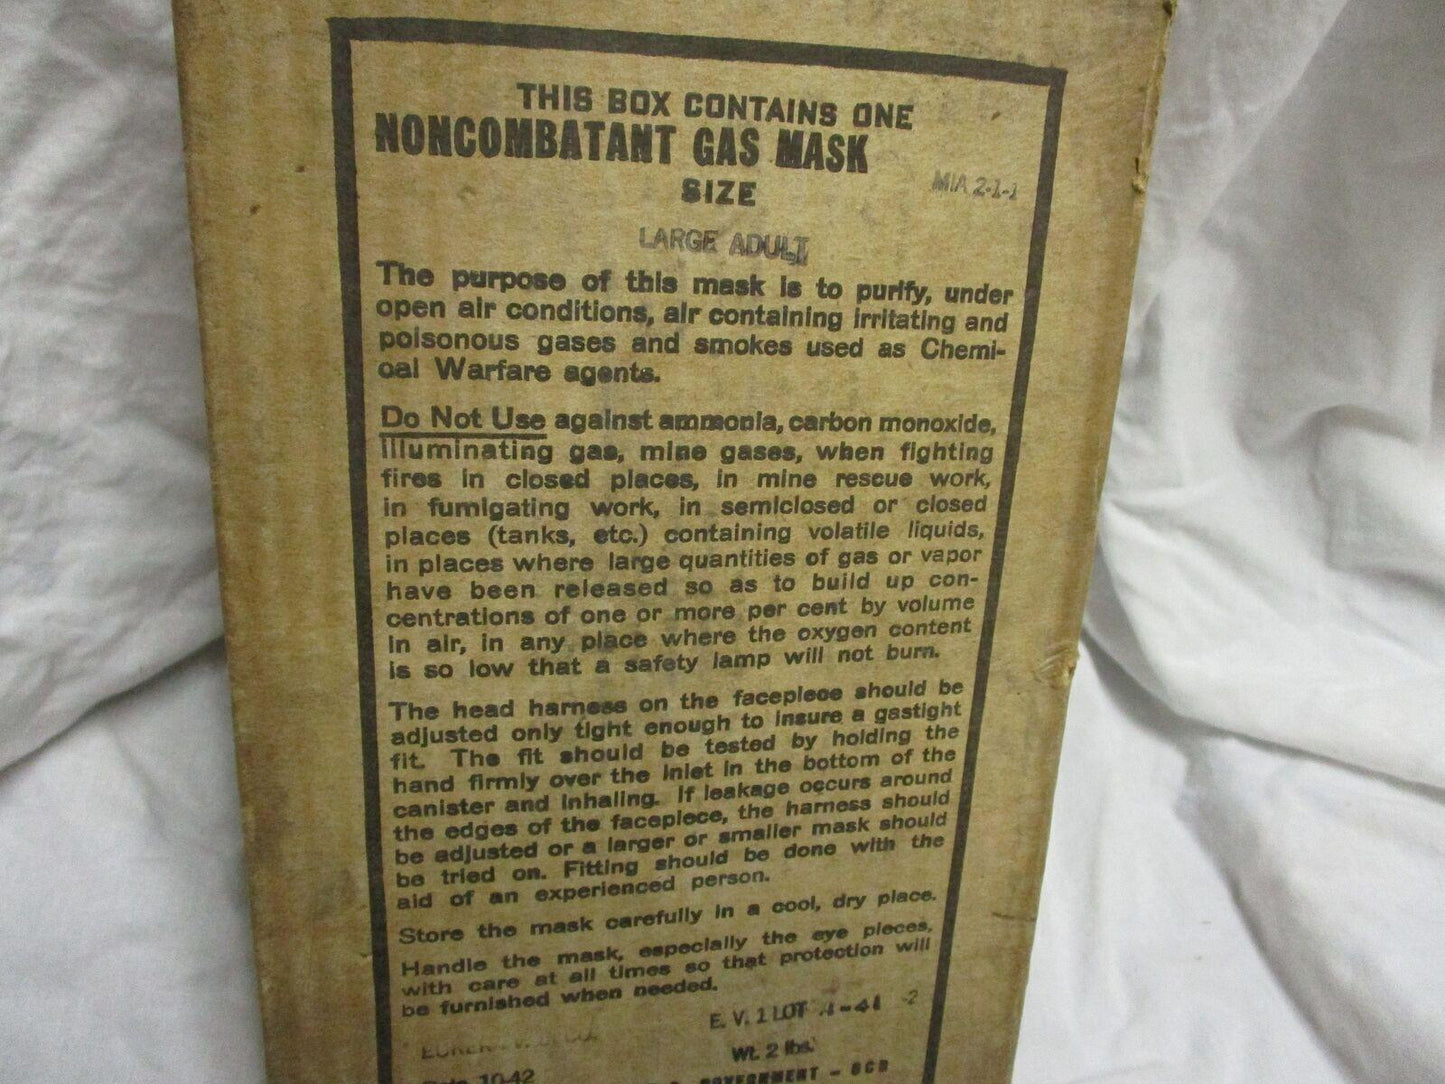 THIS BOX CONTAINS ONE
NONCOMBATANT GAS MASK
SIZE
MIA 2-1-1
LARGE ADULT
The purpose of this mask is to purify, under
open air conditions, air containing irritating and
poisonous gases and smokes used as Chemi-
cal Warfare agents.
Do Not Use against ammonia, carbon monoxide,
illuminating gas, mine gases, when fighting
fires in closed places, in mine rescue work,
in fumigating work, in semiclosed or closed
places (tanks, etc.) containing volatile liquids,
in places where large quantities of gas or vapor
have been released so as to build up con-
centrations of one or more per cent by volume
in air, in any place where the oxygen content
is so low that a safety lamp will not burn.
The head harness on the facepiece should be
adjusted only tight enough to insure a gastight
fit. The fit should be tested by holding the
hand firmly over the inlet in the bottom of the
canister and inhaling. If leakage occurs around
the edges of the facepiece, the harness should
be adjusted or a larger or smaller mask should
be tried on. Fitting should be done with the
aid of an experienced person.
Store the mask carefully in a cool, dry place.
Handle the mask, especially the eye pieces,
with care at all times so that protection will
be furnished when needed.
E. V. 1 LOT -41 -2
Wt. 2 lbs.
Date 10-42
GOVERNMENT - OCD